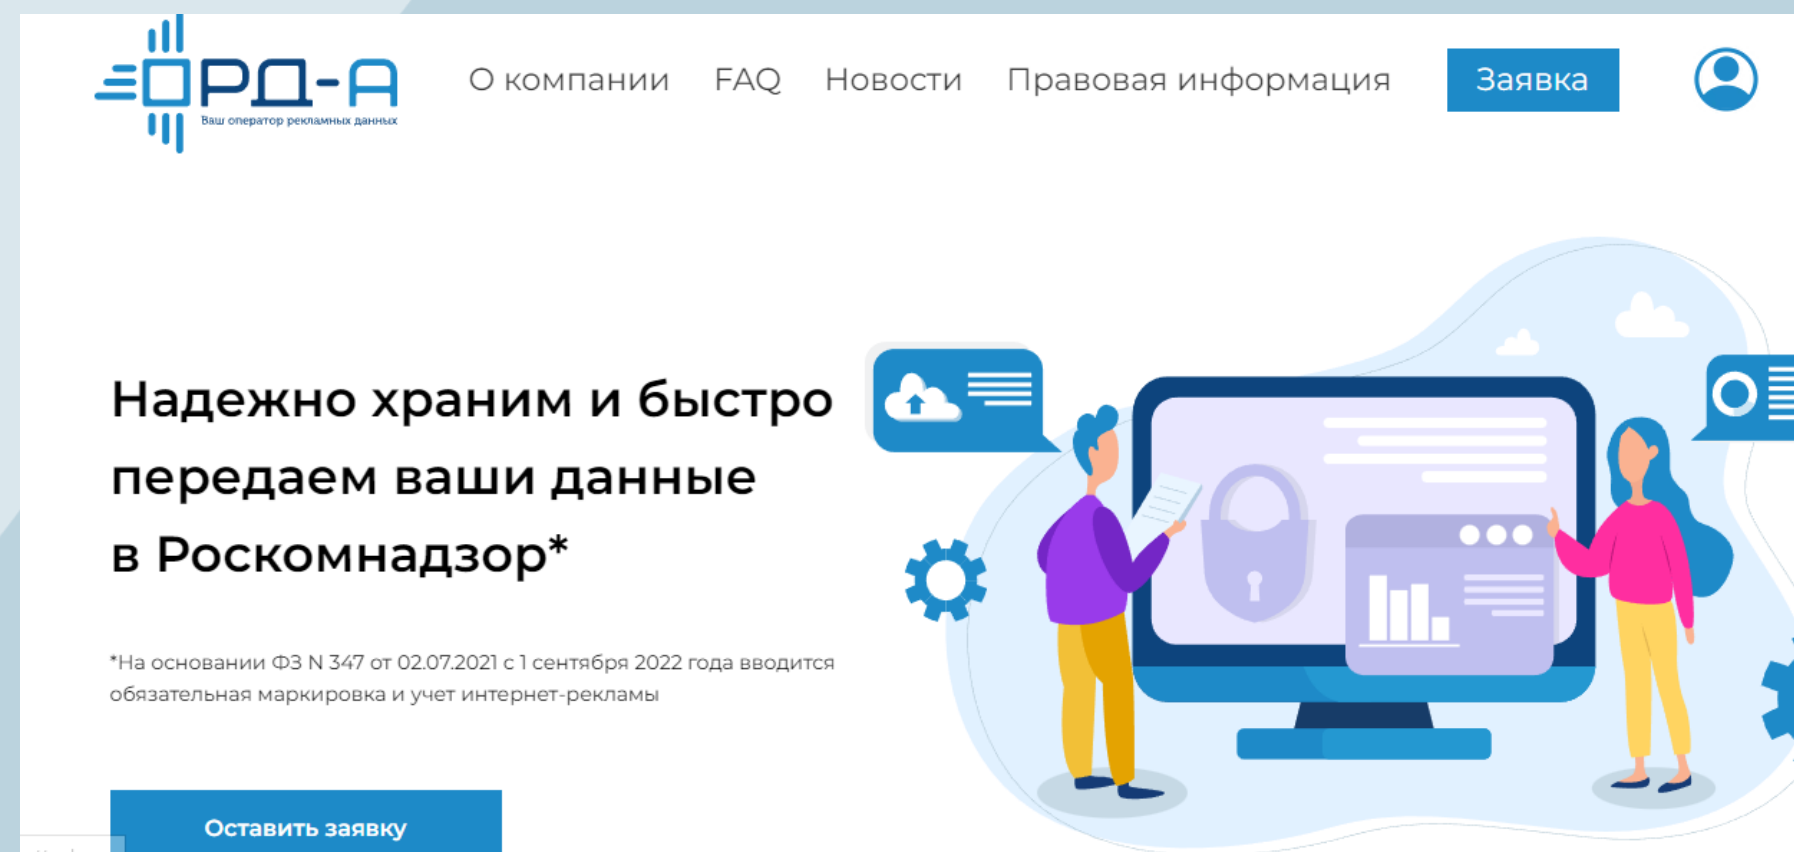 ОРД-А
Ваш оператор рекламных данных
О компании FAQ Новости Правовая информация Заявка
Надежно храним и быстро
передаем ваши данные
в Роскомнадзор*
*На основании ФЗ N 347 от 02.07.2021 с 1 сентября 2022 года вводится
обязательная маркировка и учет интернет-рекламы
Оставить заявку